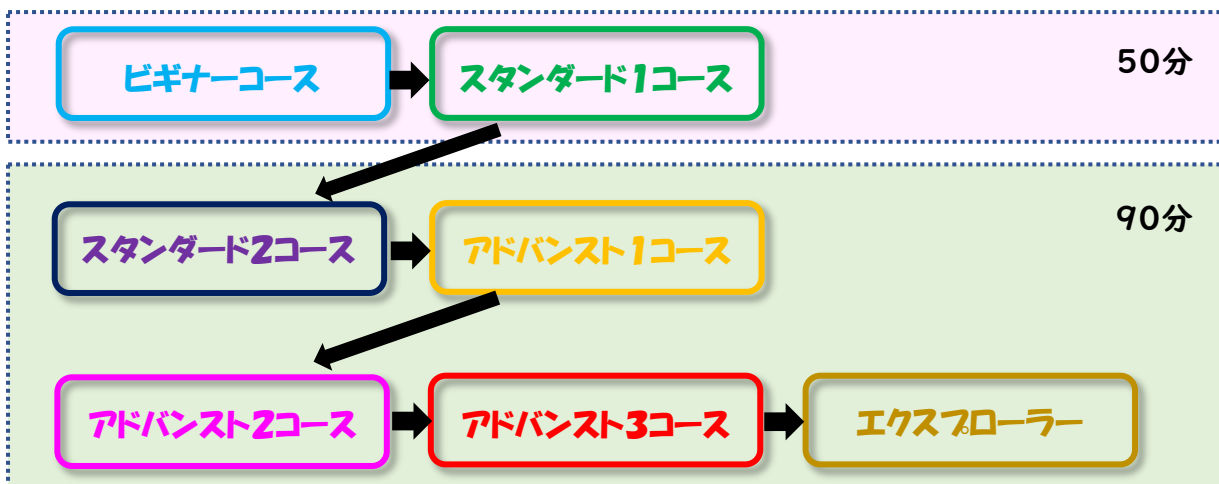 ビギナーコース
スタンダード1コース
50分
スタンダード2コース
アドバンスト1コース
90分
アドバンスト2コース
アドバンスト3コース
エクスプローラー